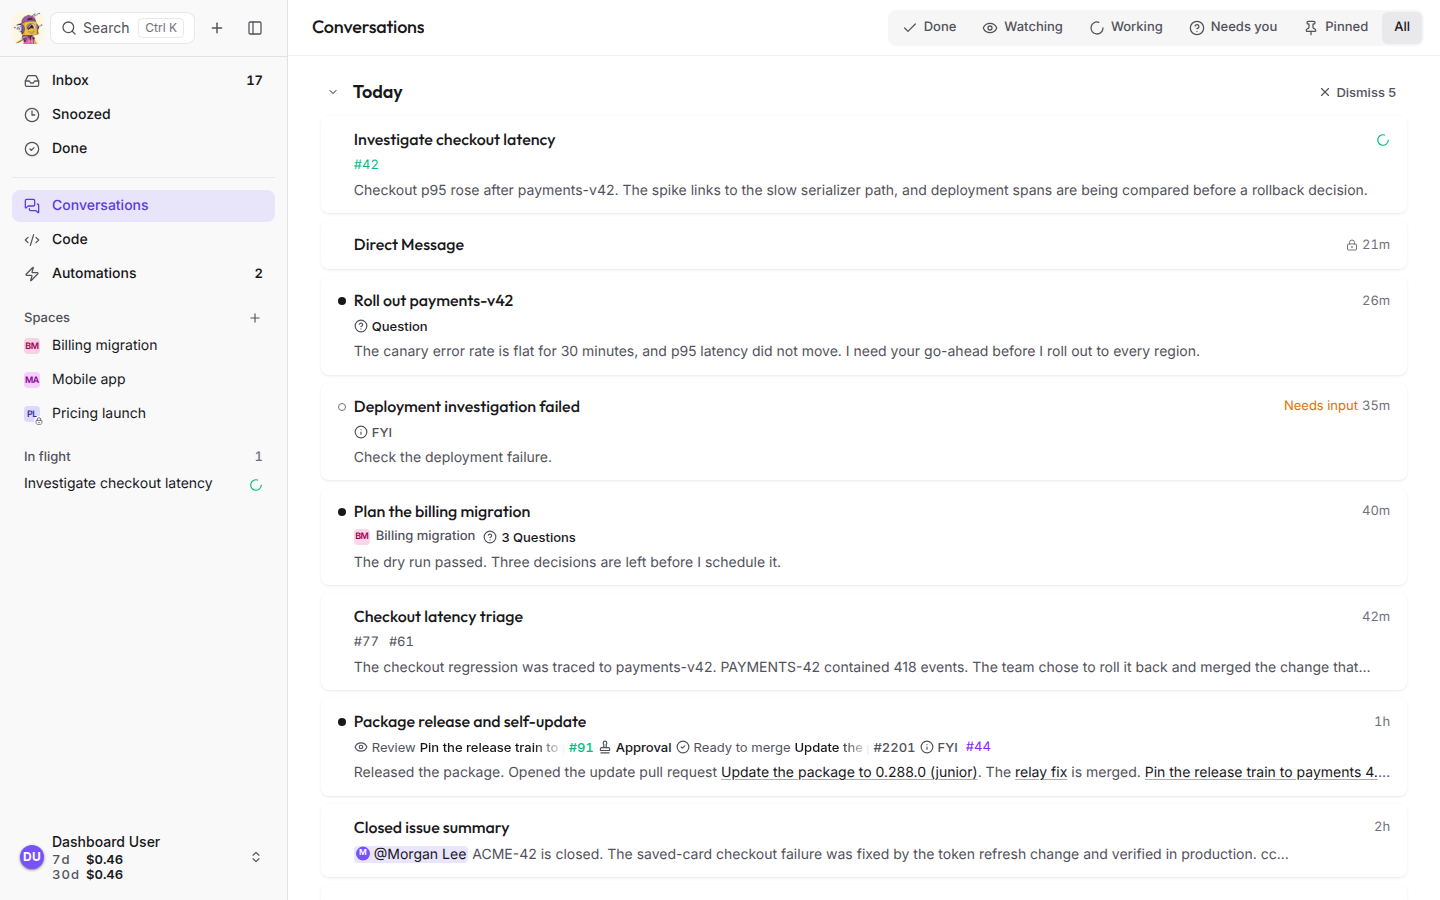 Search Ctrl K
Inbox 17
Snoozed
Done
Conversations
Code
Automations 2
Spaces
BM Billing migration
MA Mobile app
PL Pricing launch
In flight 1
Investigate checkout latency
DU Dashboard User
7d $0.46
30d $0.46
Conversations
Done Watching Working Needs you Pinned All
Today
Dismiss 5
Investigate checkout latency
#42
Checkout p95 rose after payments-v42. The spike links to the slow serializer path, and deployment spans are being compared before a rollback decision.
Direct Message 21m
Roll out payments-v42 26m
Question
The canary error rate is flat for 30 minutes, and p95 latency did not move. I need your go-ahead before I roll out to every region.
Deployment investigation failed Needs input 35m
FYI
Check the deployment failure.
Plan the billing migration 40m
BM Billing migration 3 Questions
The dry run passed. Three decisions are left before I schedule it.
Checkout latency triage 42m
#77 #61
The checkout regression was traced to payments-v42. PAYMENTS-42 contained 418 events. The team chose to roll it back and merged the change that...
Package release and self-update 1h
Review Pin the release train to #91 Approval Ready to merge Update the #2201 FYI #44
Released the package. Opened the update pull request Update the package to 0.288.0 (junior). The relay fix is merged. Pin the release train to payments 4....
Closed issue summary 2h
M @Morgan Lee ACME-42 is closed. The saved-card checkout failure was fixed by the token refresh change and verified in production. cc...